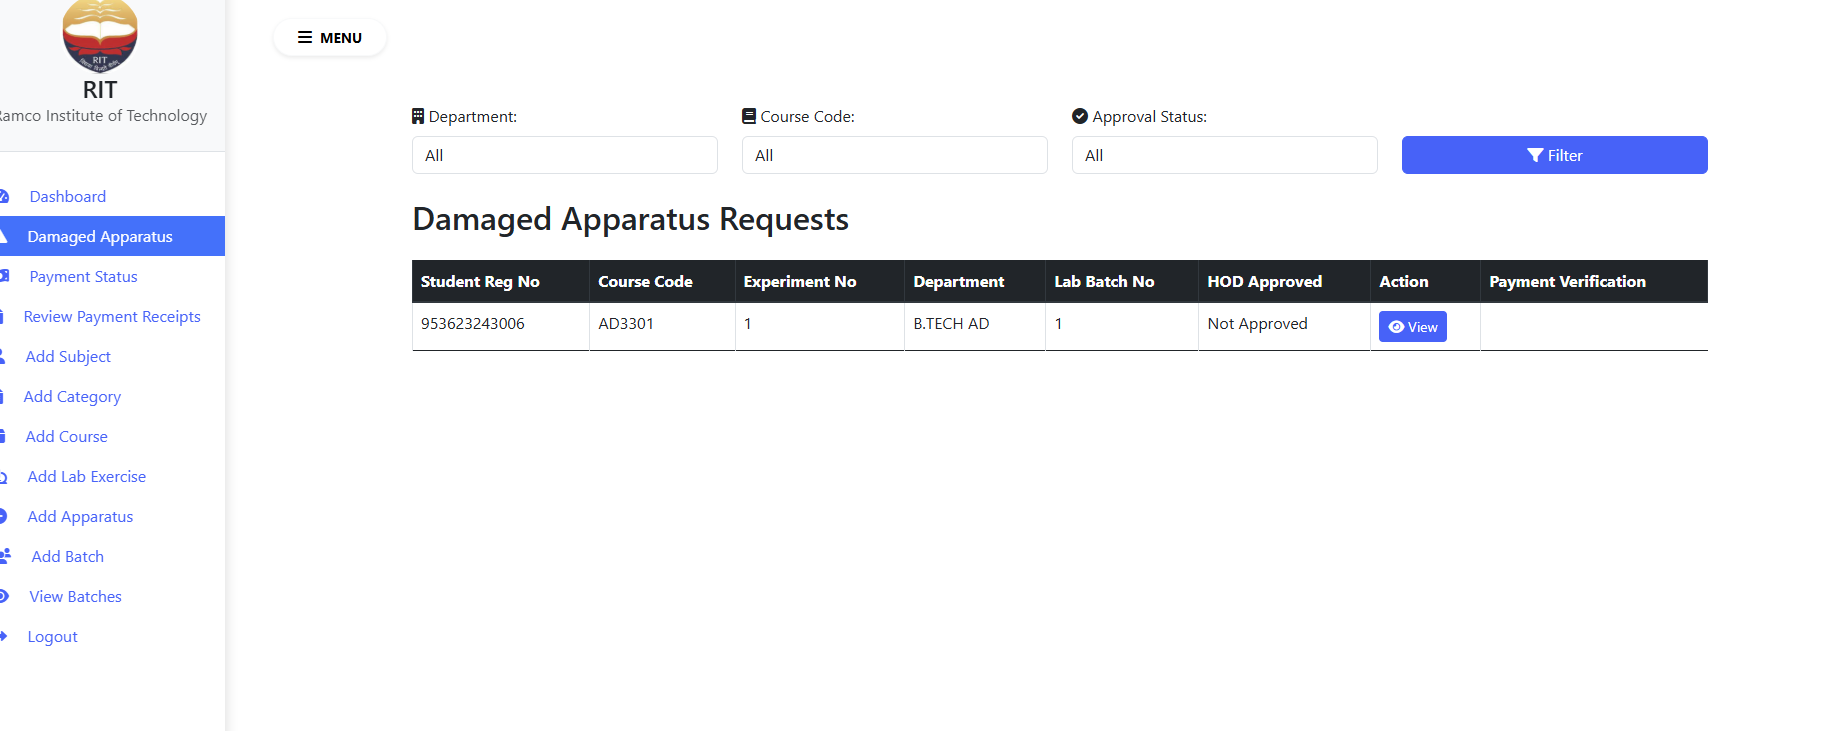 RIT
RIT
Ramco Institute of Technology
Dashboard
Damaged Apparatus
Payment Status
Review Payment Receipts
Add Subject
Add Category
Add Course
Add Lab Exercise
Add Apparatus
Add Batch
View Batches
Logout
MENU
Department: Course Code: Approval Status:
All All All Filter
Damaged Apparatus Requests
Student Reg No Course Code Experiment No Department Lab Batch No HOD Approved Action Payment Verification
953623243006 AD3301 1 B.TECH AD 1 Not Approved View